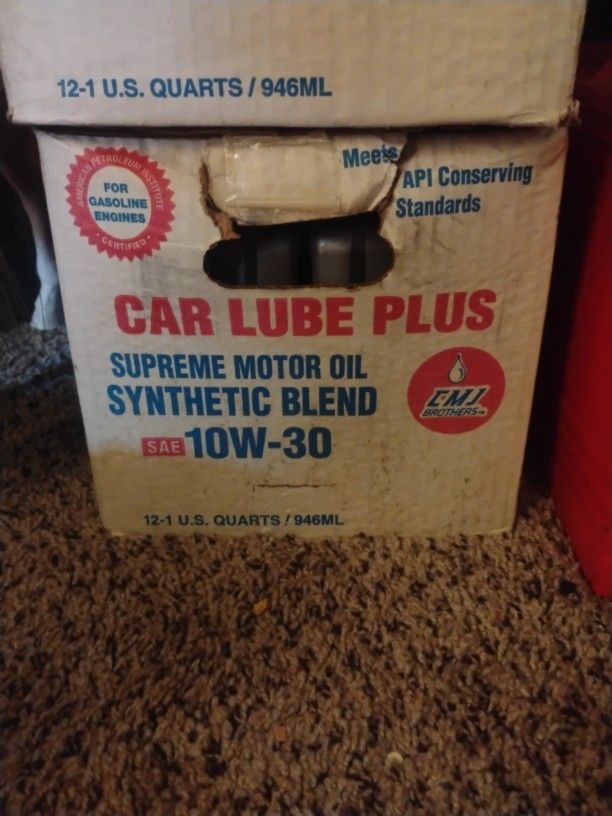 12-1 U.S. QUARTS / 946ML
AMERICAN PETROLEUM INSTITUTE
FOR
GASOLINE
ENGINES
CERTIFIED
Meets
API Conserving
Standards
CAR LUBE PLUS
SUPREME MOTOR OIL
SYNTHETIC BLEND
SAE 10W-30
CMJ
BROTHERS INC
12-1 U.S. QUARTS / 946ML